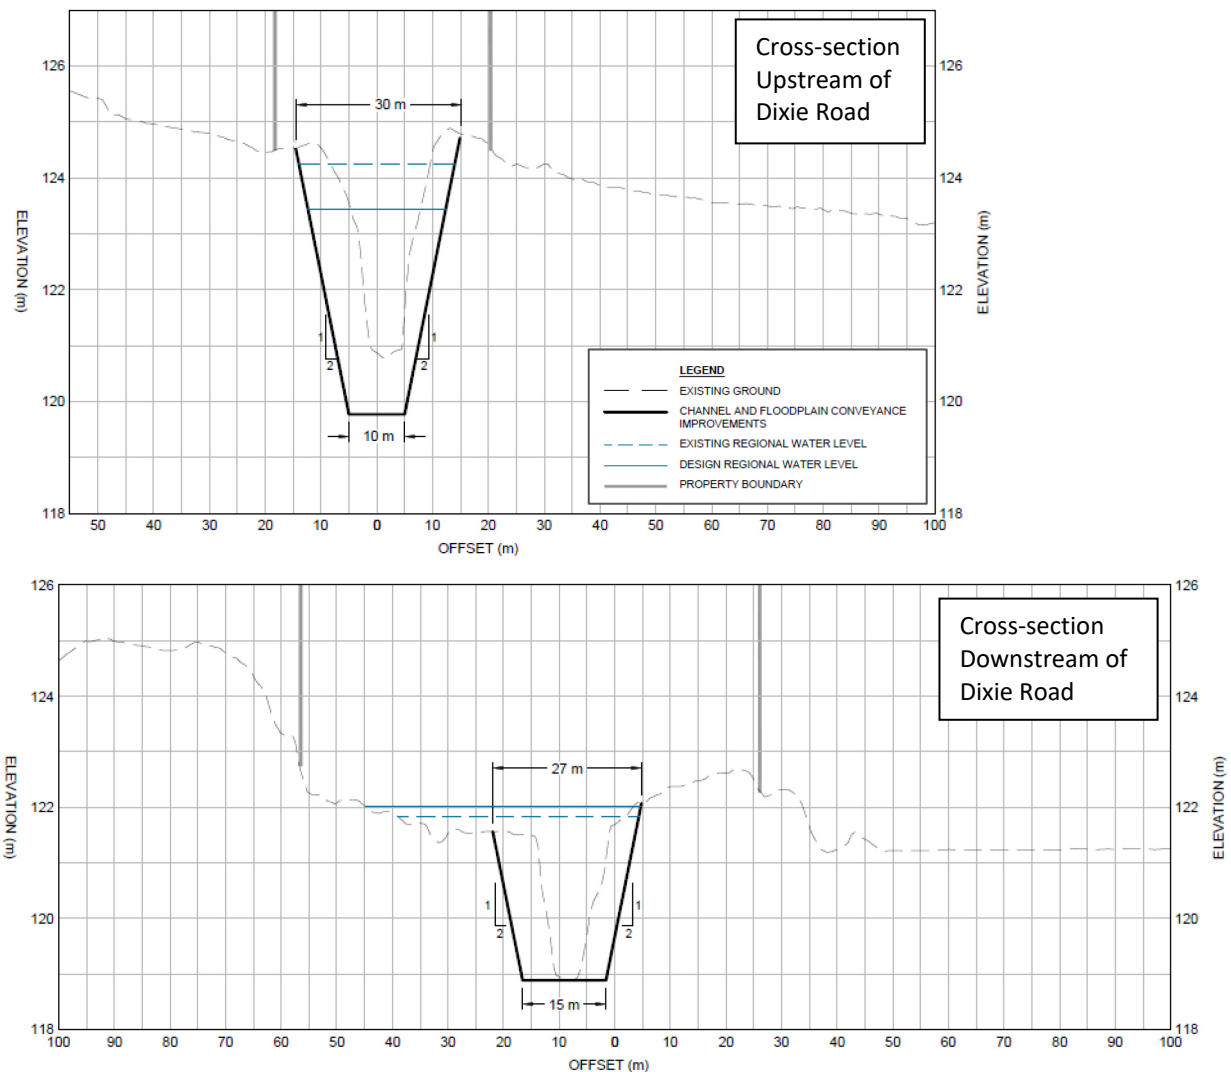 Cross-section
Upstream of
Dixie Road
126 126
30 m
124 124
ELEVATION (m) ELEVATION (m)
122 122
1 1
2 2
LEGEND
EXISTING GROUND
CHANNEL AND FLOODPLAIN CONVEYANCE
IMPROVEMENTS
EXISTING REGIONAL WATER LEVEL
DESIGN REGIONAL WATER LEVEL
PROPERTY BOUNDARY
120 120
10 m
118 118
50 40 30 20 10 0 10 20 30 40 50 60 70 80 90 100
OFFSET (m)
126 126
Cross-section
Downstream of
Dixie Road
124 124
27 m
ELEVATION (m) ELEVATION (m)
122 122
1 1
120 120
2 2
15 m
118 118
100 90 80 70 60 50 40 30 20 10 0 10 20 30 40 50 60 70 80 90 100
OFFSET (m)